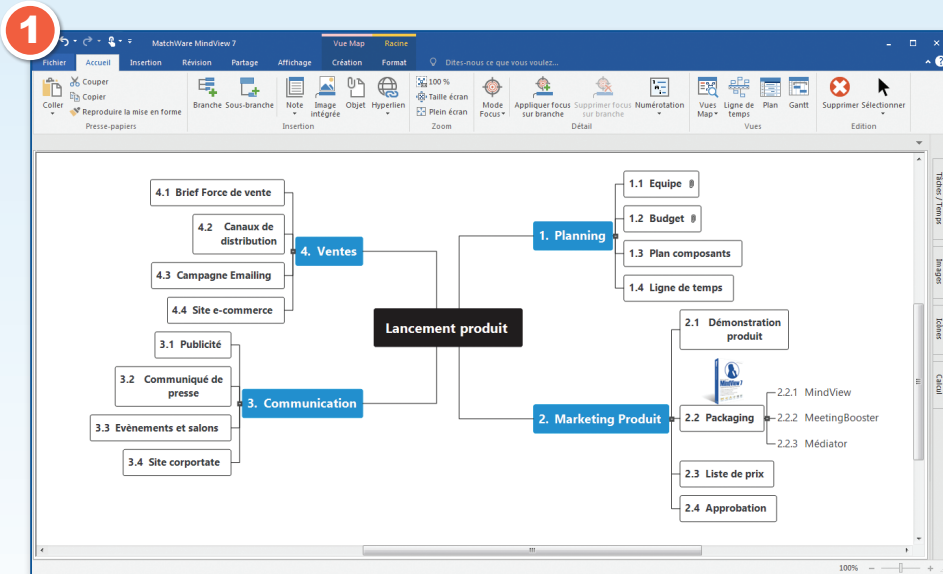 1
MatchWare MindView 7
Vue Map
Racine
Fichier
Accueil
Insertion
Révision
Partage
Affichage
Création
Format
Dites-nous ce que vous voulez...
Coller
Couper
Copier
Reproduire la mise en forme
Presse-papiers
Branche
Sous-branche
Note
Image
intégrée
Objet
Hyperlien
Insertion
100 %
Taille écran
Plein écran
Zoom
Mode
Focus
Appliquer focus
sur branche
Supprimer focus
sur branche
Numérotation
Détail
Vues
Map
Ligne de
temps
Plan
Gantt
Vues
Supprimer
Sélectionner
Edition
4.1 Brief Force de vente
4.2 Canaux de
distribution
4.3 Campagne Emailing
4.4 Site e-commerce
4. Ventes
3.1 Publicité
3.2 Communiqué de
presse
3.3 Evènements et salons
3.4 Site corportate
3. Communication
Lancement produit
1. Planning
1.1 Equipe
1.2 Budget
1.3 Plan composants
1.4 Ligne de temps
2. Marketing Produit
2.1 Démonstration
produit
MindView 7
2.2 Packaging
2.2.1 MindView
2.2.2 MeetingBooster
2.2.3 Médiator
2.3 Liste de prix
2.4 Approbation
Tâches / Temps
Images
Icônes
Calcul
100%